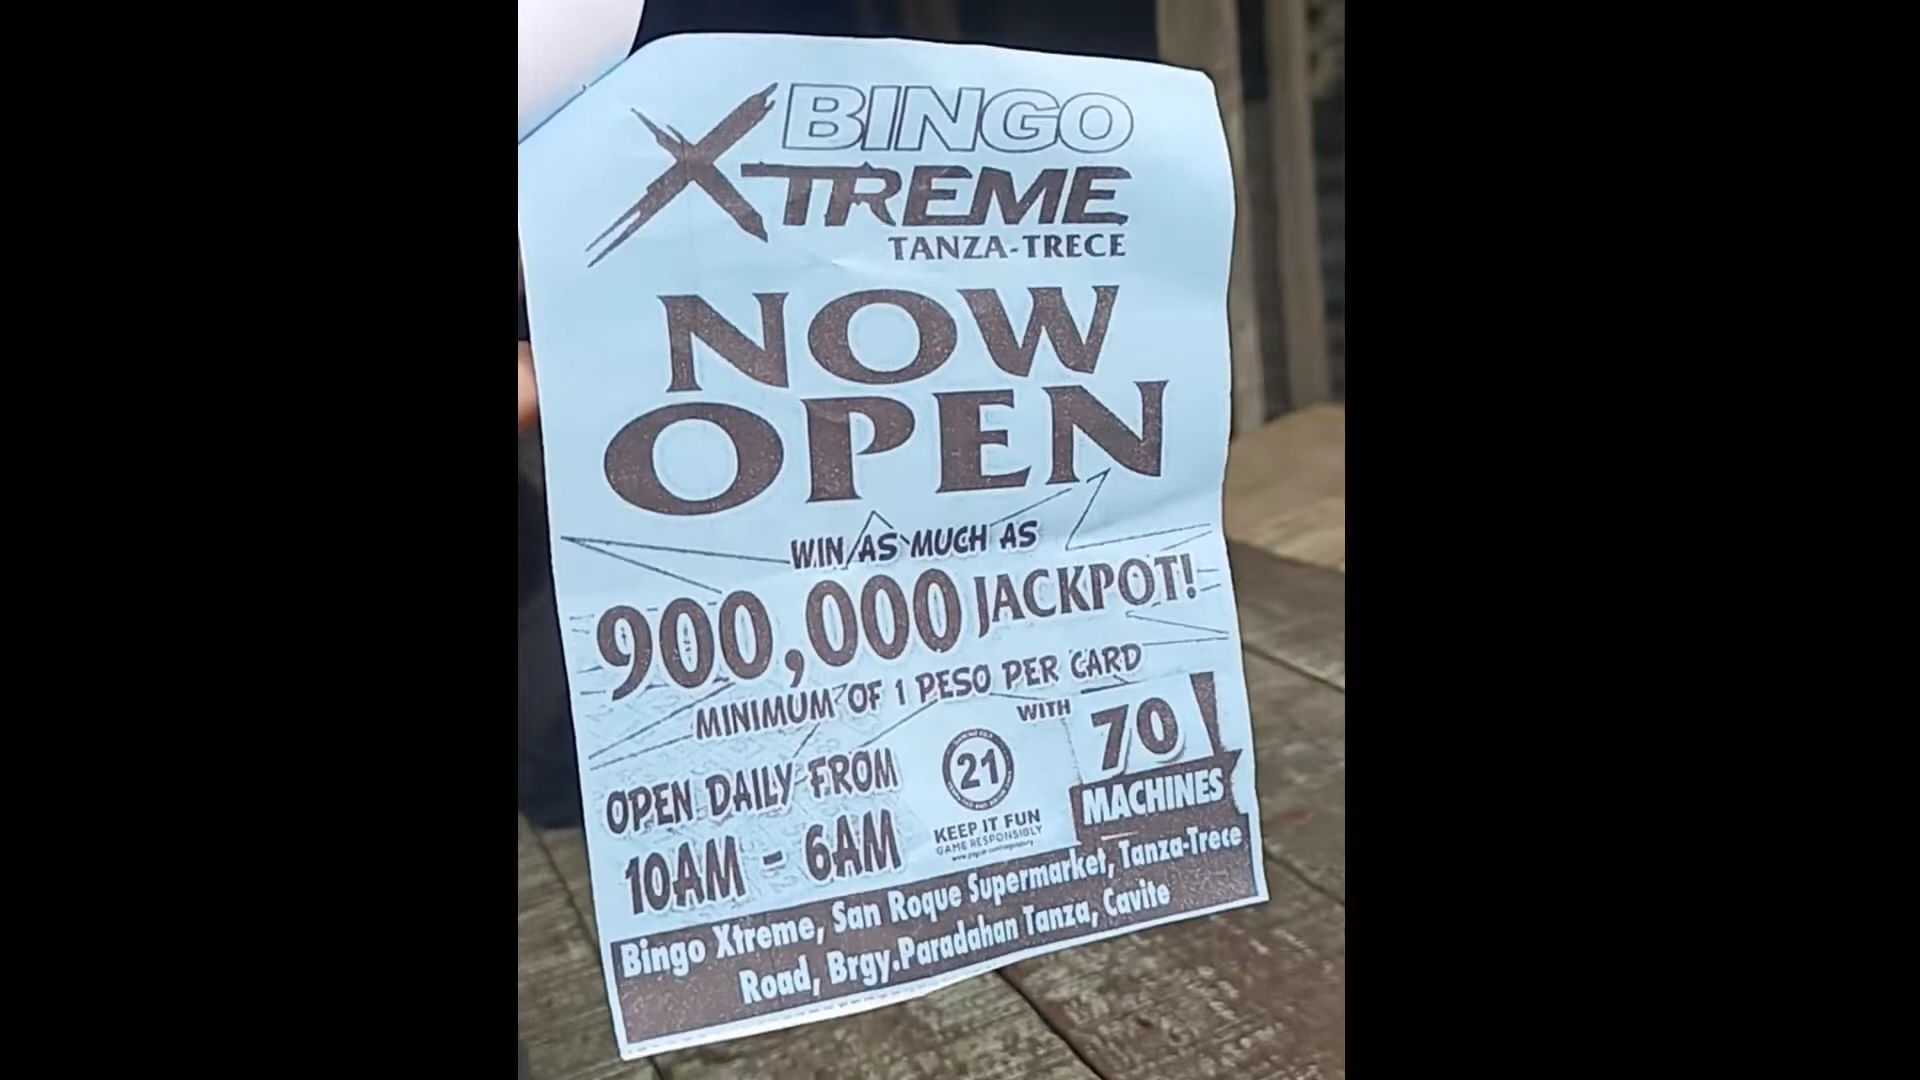 BINGO
XTREME
TANZA-TRECE
NOW
OPEN
WIN AS MUCH AS
900,000 JACKPOT!
MINIMUM OF 1 PESO PER CARD
WITH 70
MACHINES
21
KEEP IT FUN
GAME RESPONSIBLY
OPEN DAILY FROM
10AM - 6AM
Bingo Xtreme, San Roque Supermarket, Tanza-Trece
Road, Brgy.Paradahan Tanza, Cavite